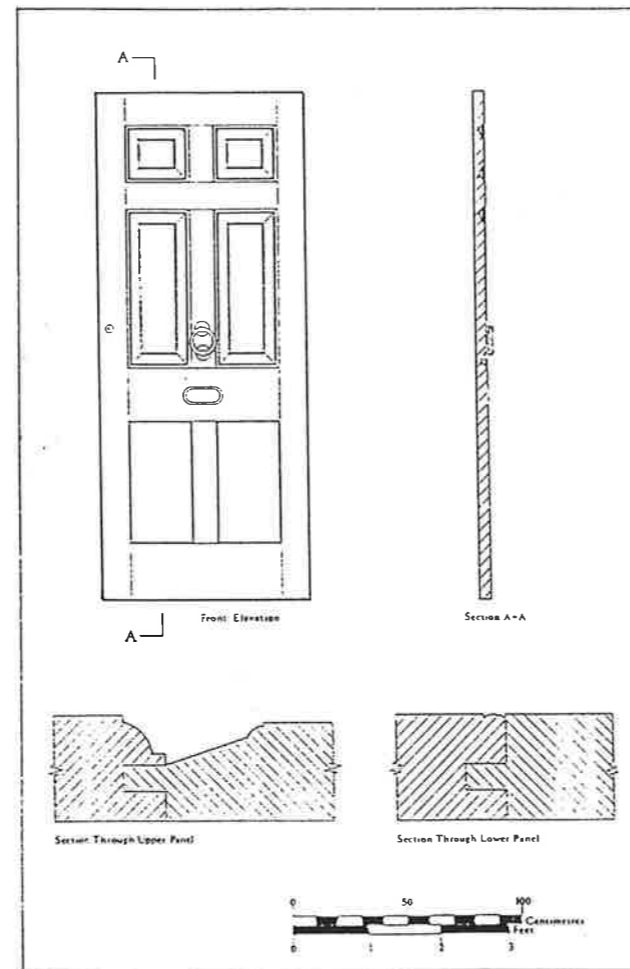 A
A
Front Elevation
Section A-A
Section Through Upper Panel
Section Through Lower Panel
0 50 100
Centimetres
Feet
0 1 2 3